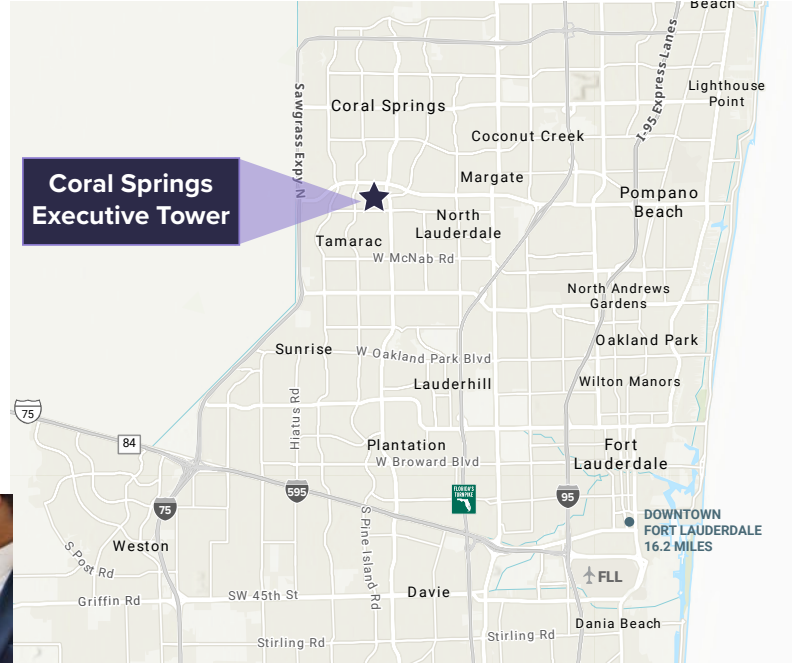 Beach
Lighthouse
Point
I-95 Express Lanes
Sawgrass Expy N
Coral Springs
Coconut Creek
Coral Springs
Executive Tower
Margate
Pompano
Beach
North
Lauderdale
Tamarac
W McNab Rd
North Andrews
Gardens
Oakland Park
Sunrise
W Oakland Park Blvd
Lauderhill
Wilton Manors
Hiatus Rd
75
84
Plantation
W Broward Blvd
Fort
Lauderdale
595
FLORIDA'S
TURNPIKE
95
75
DOWNTOWN
FORT LAUDERDALE
16.2 MILES
S Pine Island Rd
Weston
S Post Rd
FLL
Griffin Rd
SW 45th St
Davie
Dania Beach
Stirling Rd
Stirling Rd